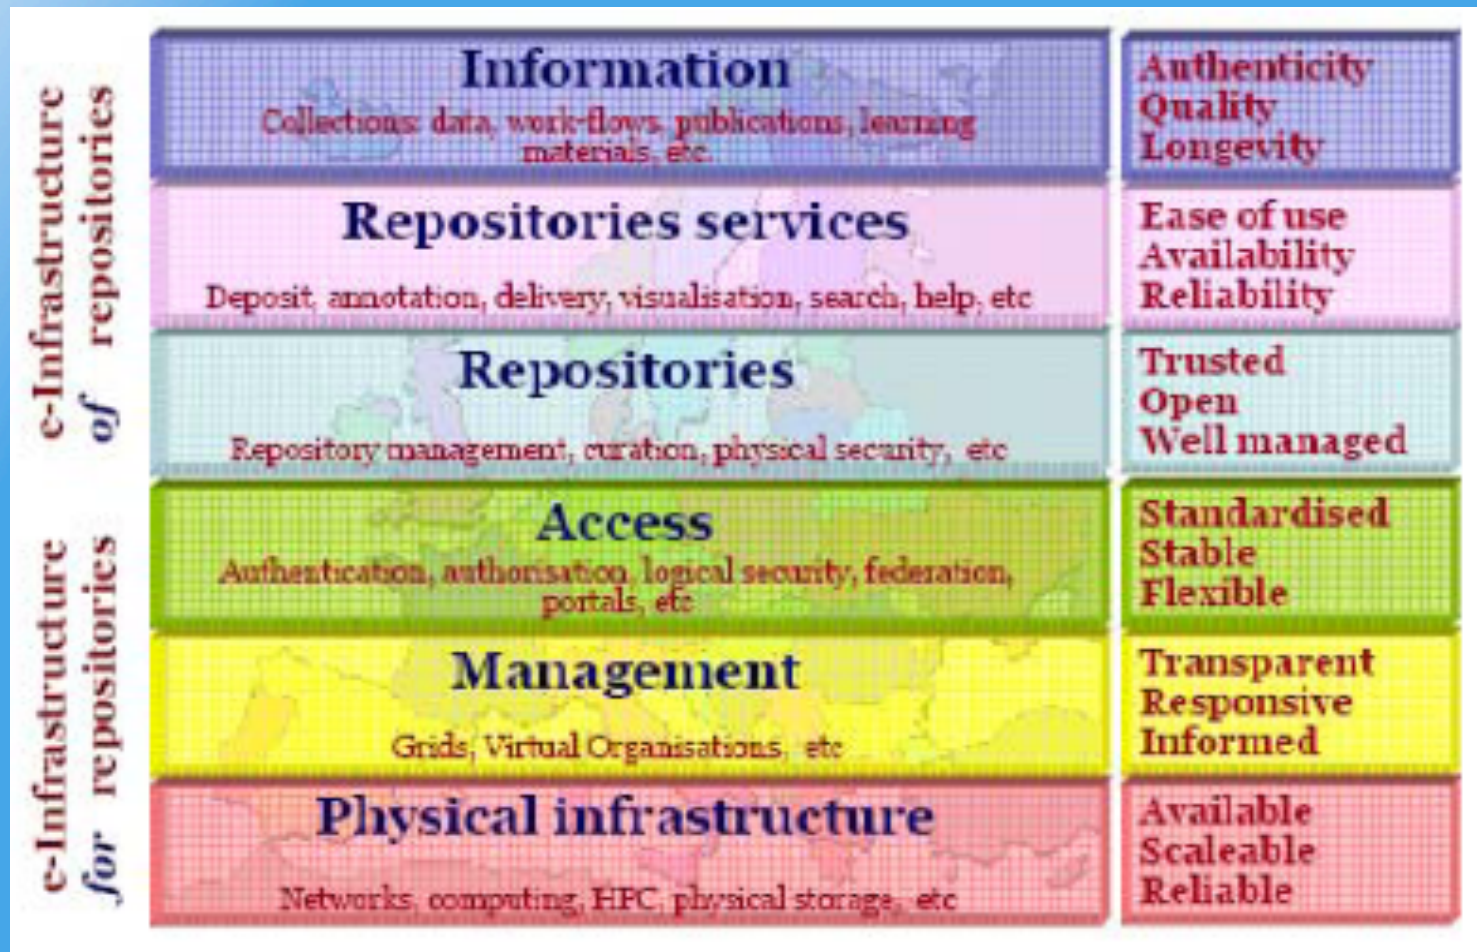 e-Infrastructure
of repositories
Information
Collections: data, work-flows, publications, learning
materials, etc.
Authenticity
Quality
Longevity
Repositories services
Deposit, annotation, delivery, visualisation, search, help, etc
Ease of use
Availability
Reliability
Repositories
Repository management, curation, physical security, etc
Trusted
Open
Well managed
e-Infrastructure
for repositories
Access
Authentication, authorisation, logical security, federation,
portals, etc
Standardised
Stable
Flexible
Management
Grids, Virtual Organisations, etc
Transparent
Responsive
Informed
Physical infrastructure
Networks, computing, HPC, physical storage, etc
Available
Scaleable
Reliable